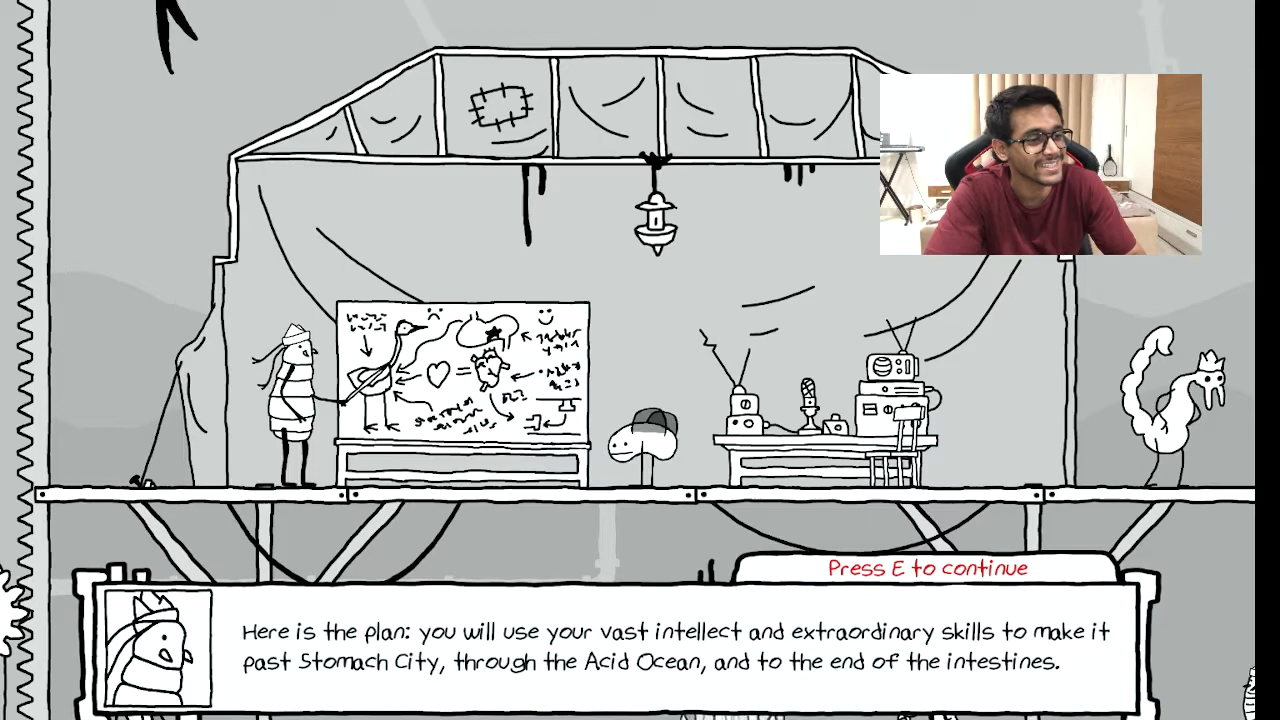 Press E to continue
Here is the plan: you will use your vast intellect and extraordinary skills to make it
past Stomach City, through the Acid Ocean, and to the end of the intestines.